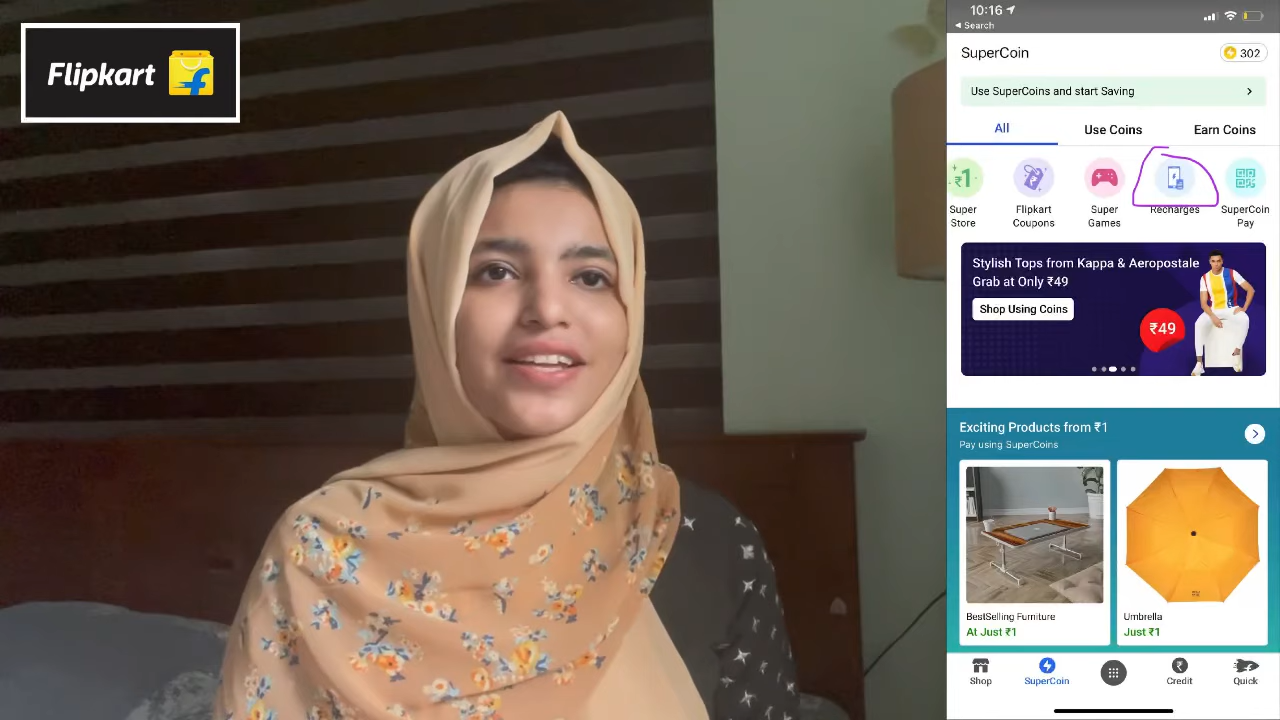 Flipkart
10:16
Search
SuperCoin
302
Use SuperCoins and start Saving
All
Use Coins
Earn Coins
₹1
Super
Store
Flipkart
Coupons
Super
Games
Recharges
SuperCoin
Pay
Stylish Tops from Kappa & Aeropostale
Grab at Only ₹49
Shop Using Coins
₹49
Exciting Products from ₹1
Pay using SuperCoins
BestSelling Furniture
At Just ₹1
Umbrella
Just ₹1
Shop
SuperCoin
Credit
Quick